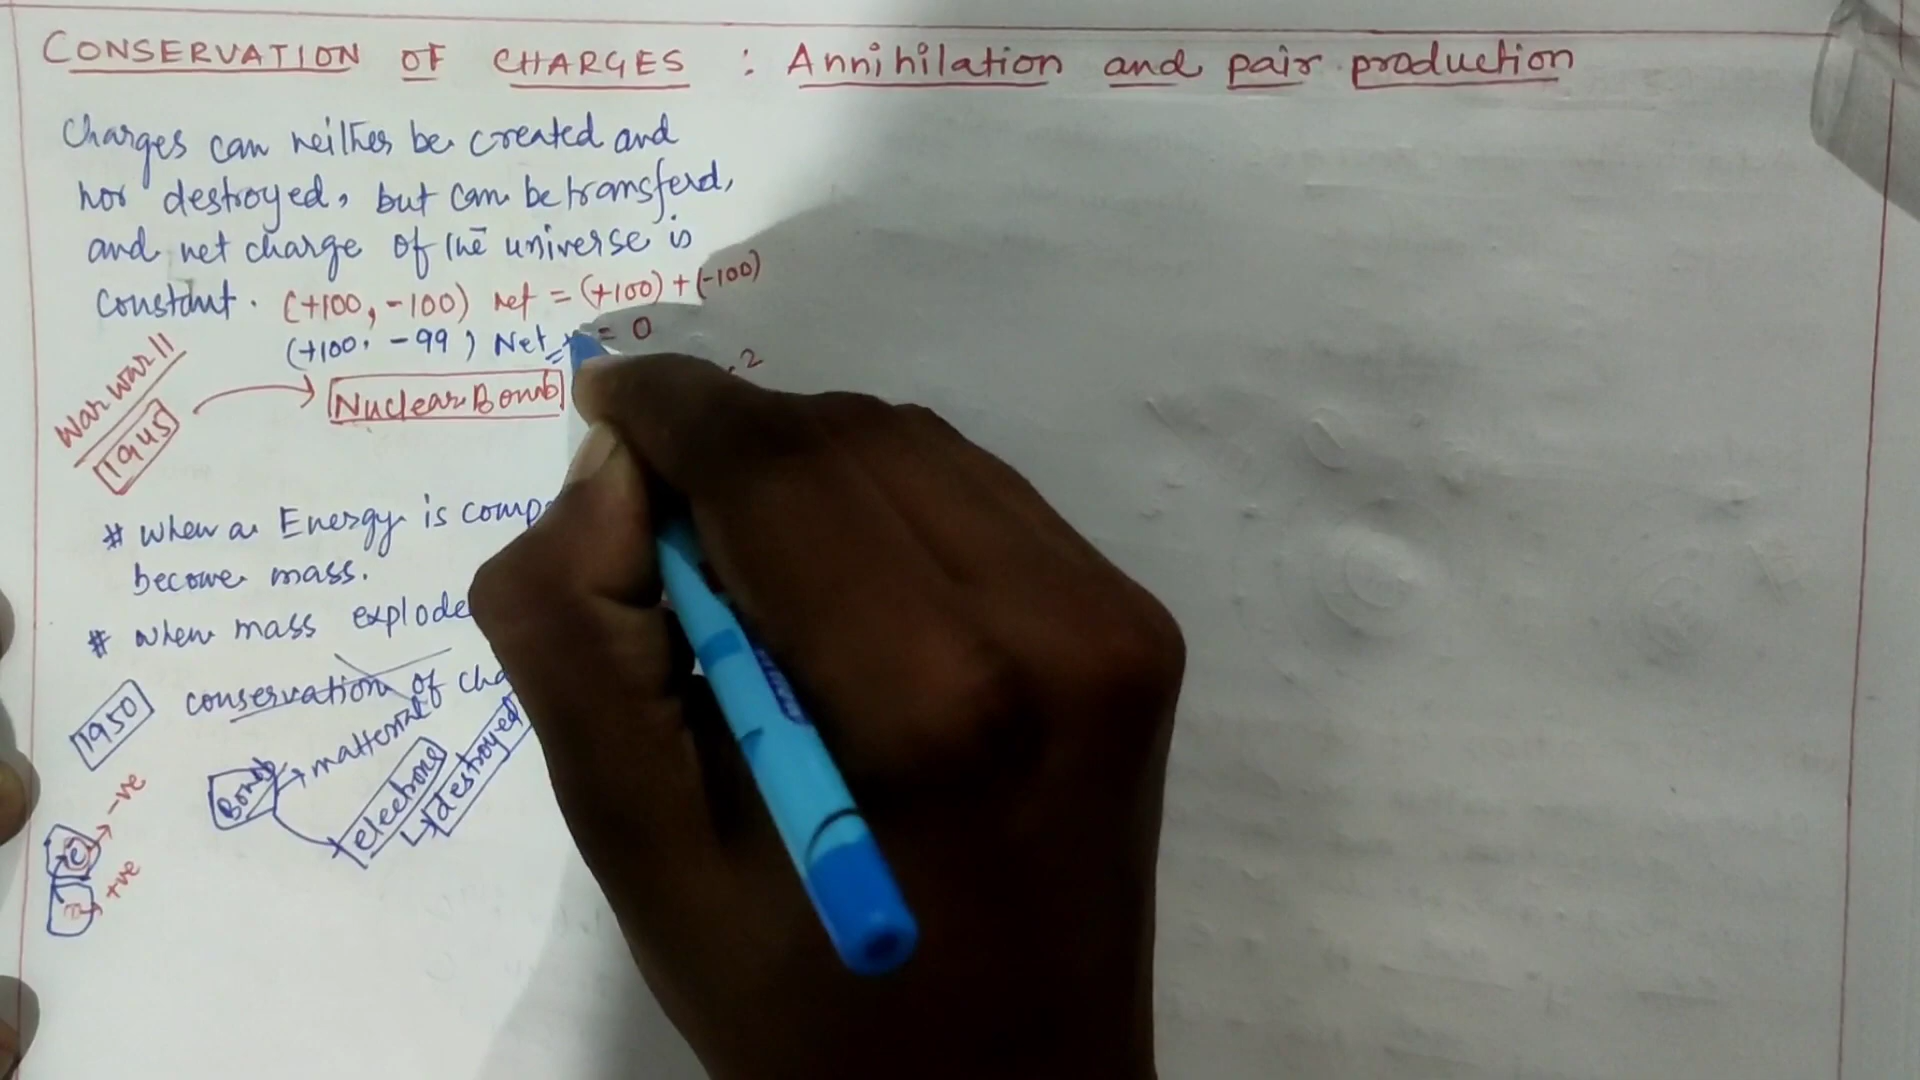 CONSERVATION OF CHARGES : Annihilation and pair production
Charges can neither be created and
nor destroyed, but can be transferd,
and net charge of the universe is
constant. (+100, -100) net = (+100) + (-100)
= 0
(+100, -99) Net =
War War II
1945
Nuclear Bomb
2
# when a Energy is comp
become mass.
# when mass explode
1950
conservation of cha
Bomb
matterial
electrons
destroyed
e -ve
+ve